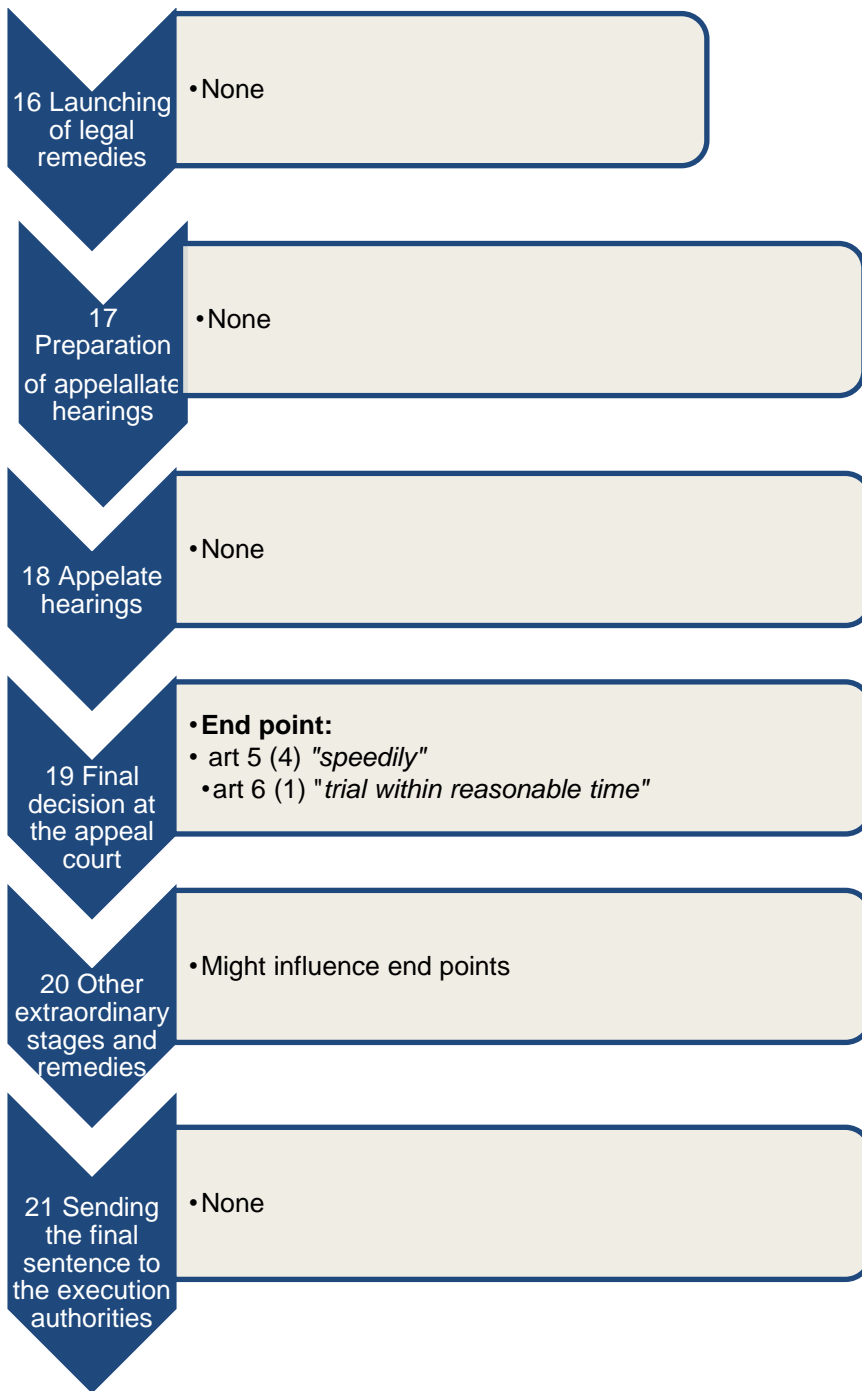 16 Launching
of legal
remedies
•None
17
Preparation
of appelallate
hearings
•None
18 Appelate
hearings
•None
19 Final
decision at
the appeal
court
•End point:
• art 5 (4) "speedily"
•art 6 (1) "trial within reasonable time"
20 Other
extraordinary
stages and
remedies
•Might influence end points
21 Sending
the final
sentence to
the execution
authorities
•None